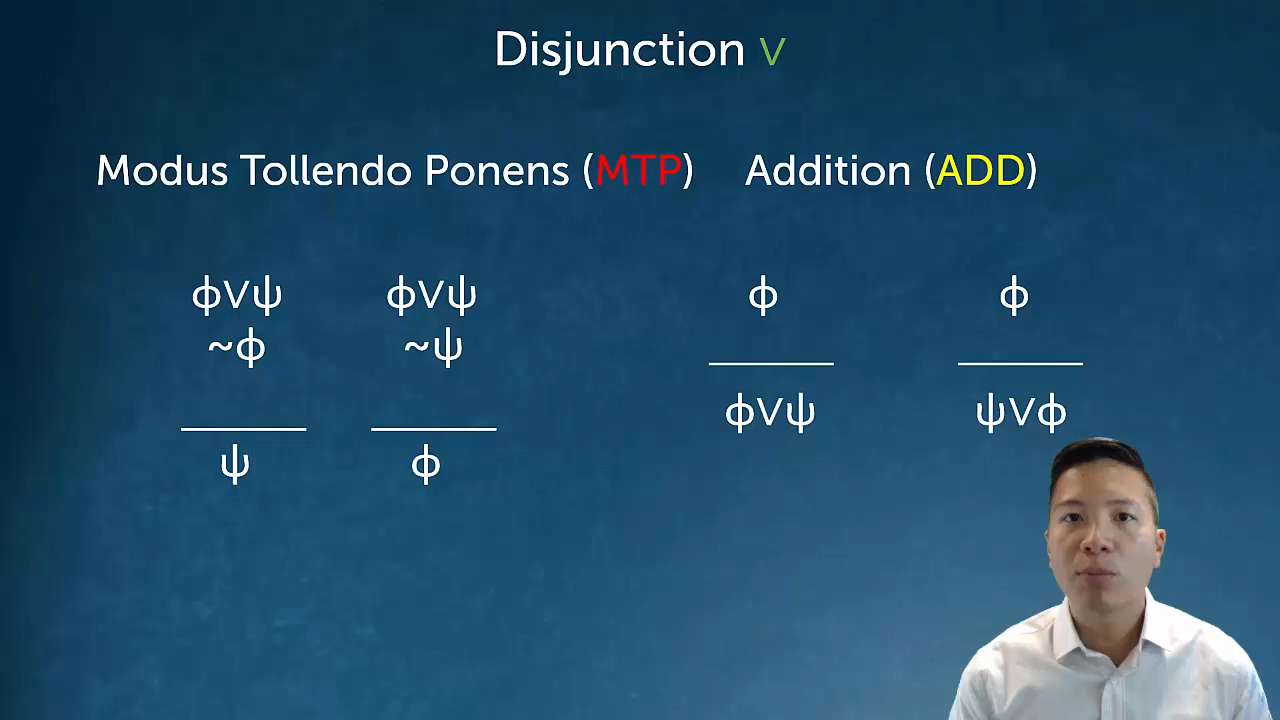 Disjunction ∨
Modus Tollendo Ponens (MTP)
Addition (ADD)
ϕ∨ψ
~ϕ
ψ
ϕ∨ψ
~ψ
ϕ
ϕ
ϕ∨ψ
ϕ
ψ∨ϕ